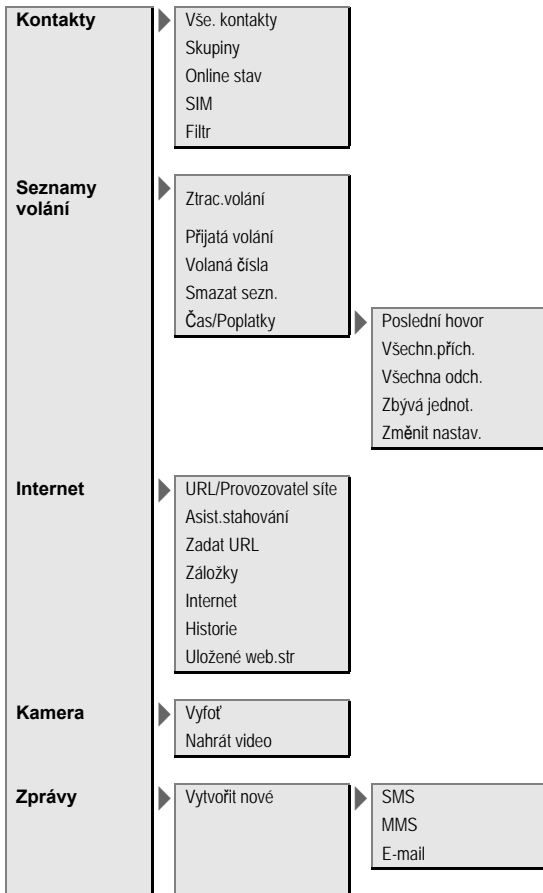 Kontakty
Vše. kontakty
Skupiny
Online stav
SIM
Filtr
Seznamy
volání
Ztrac.volání
Přijatá volání
Volaná čísla
Smazat sezn.
Čas/Poplatky
Poslední hovor
Všechn.přích.
Všechna odch.
Zbývá jednot.
Změnit nastav.
Internet
URL/Provozovatel síte
Asist.stahování
Zadat URL
Záložky
Internet
Historie
Uložené web.str
Kamera
Vyfoť
Nahrát video
Zprávy
Vytvořit nové
SMS
MMS
E-mail